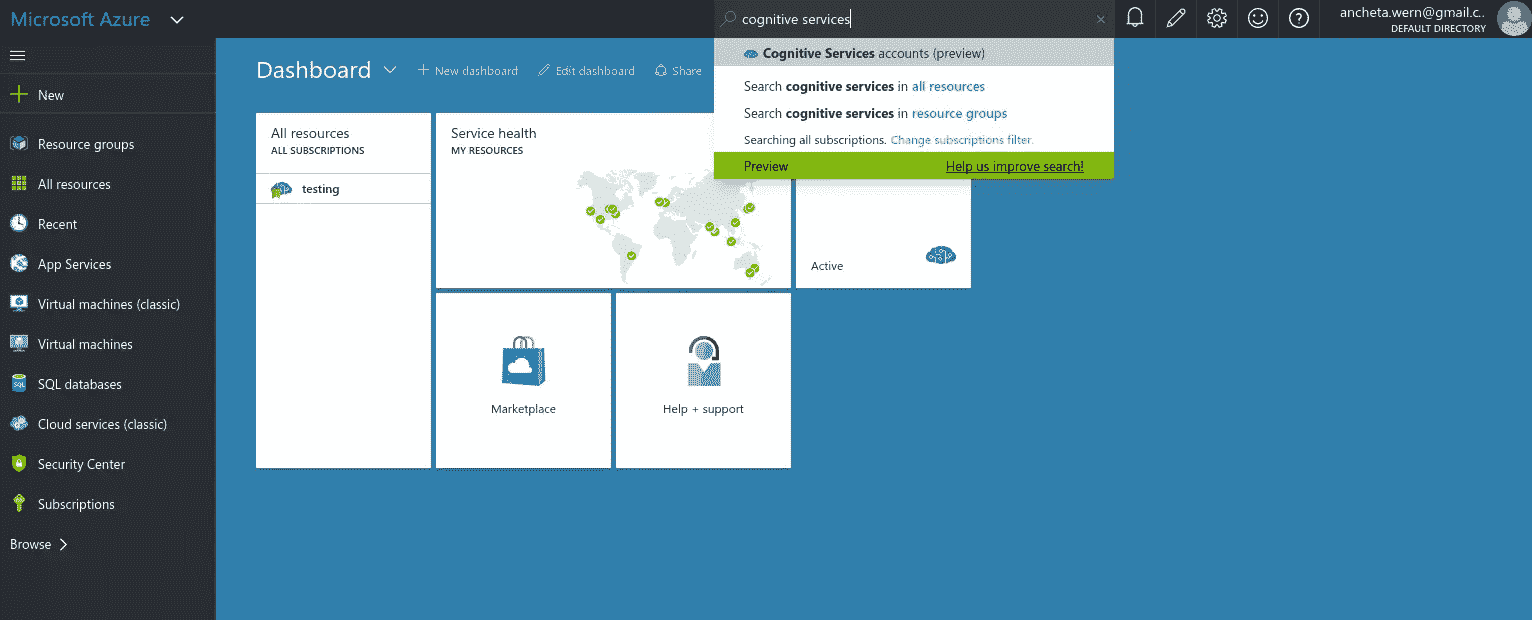 Microsoft Azure
cognitive services
ancheta.wern@gmail.c..
DEFAULT DIRECTORY
Cognitive Services accounts (preview)
Search cognitive services in all resources
Search cognitive services in resource groups
Searching all subscriptions. Change subscriptions filter.
Preview
Help us improve search!
New
Resource groups
All resources
Recent
App Services
Virtual machines (classic)
Virtual machines
SQL databases
Cloud services (classic)
Security Center
Subscriptions
Browse
Dashboard
New dashboard
Edit dashboard
Share
All resources
ALL SUBSCRIPTIONS
testing
Service health
MY RESOURCES
Active
Marketplace
Help + support